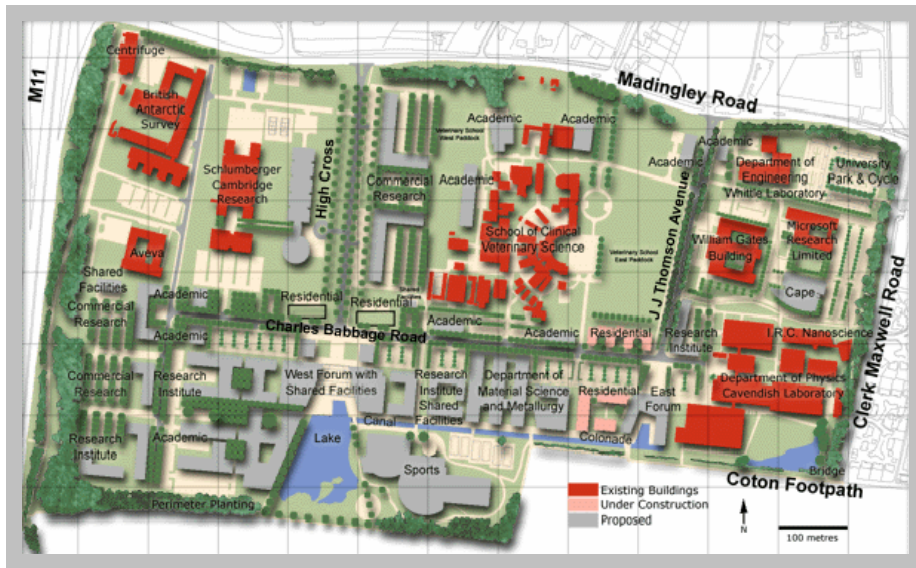 Centrifuge
M11
British
Antarctic
Survey
Madingley Road
Schlumberger
Cambridge
Research
High Cross
Commercial
Research
Veterinary School
West Paddock
Academic
Academic
Academic
School of Clinical
Veterinary Science
Veterinary School
East Paddock
Academic
J J Thomson Avenue
Academic
Department of
Engineering
Whittle Laboratory
University
Park & Cycle
William Gates
Building
Microsoft
Research
Limited
Cape
Clerk Maxwell Road
Aveva
Shared
Facilities
Commercial
Research
Academic
Academic
Residential
Residential
Shared
Facilities
Charles Babbage Road
Academic
Academic
Residential
Research
Institute
I.R.C. Nanoscience
Department of Physics
Cavendish Laboratory
Commercial
Research
Research
Institute
West Forum with
Shared Facilities
Research
Institute
Shared
Facilities
Department of
Material Science
and Metallurgy
Residential
East
Forum
Research
Institute
Academic
Lake
Canal
Sports
Colonade
Bridge
Coton Footpath
Perimeter Planting
Existing Buildings
Under Construction
Proposed
N
100 metres